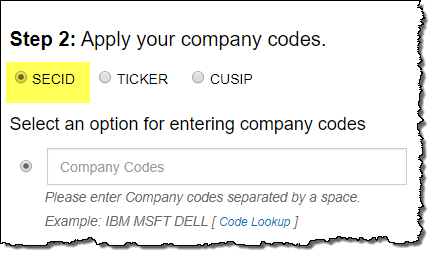 Step 2: Apply your company codes.
SECID TICKER CUSIP
Select an option for entering company codes
Company Codes
Please enter Company codes separated by a space.
Example: IBM MSFT DELL [ Code Lookup ]